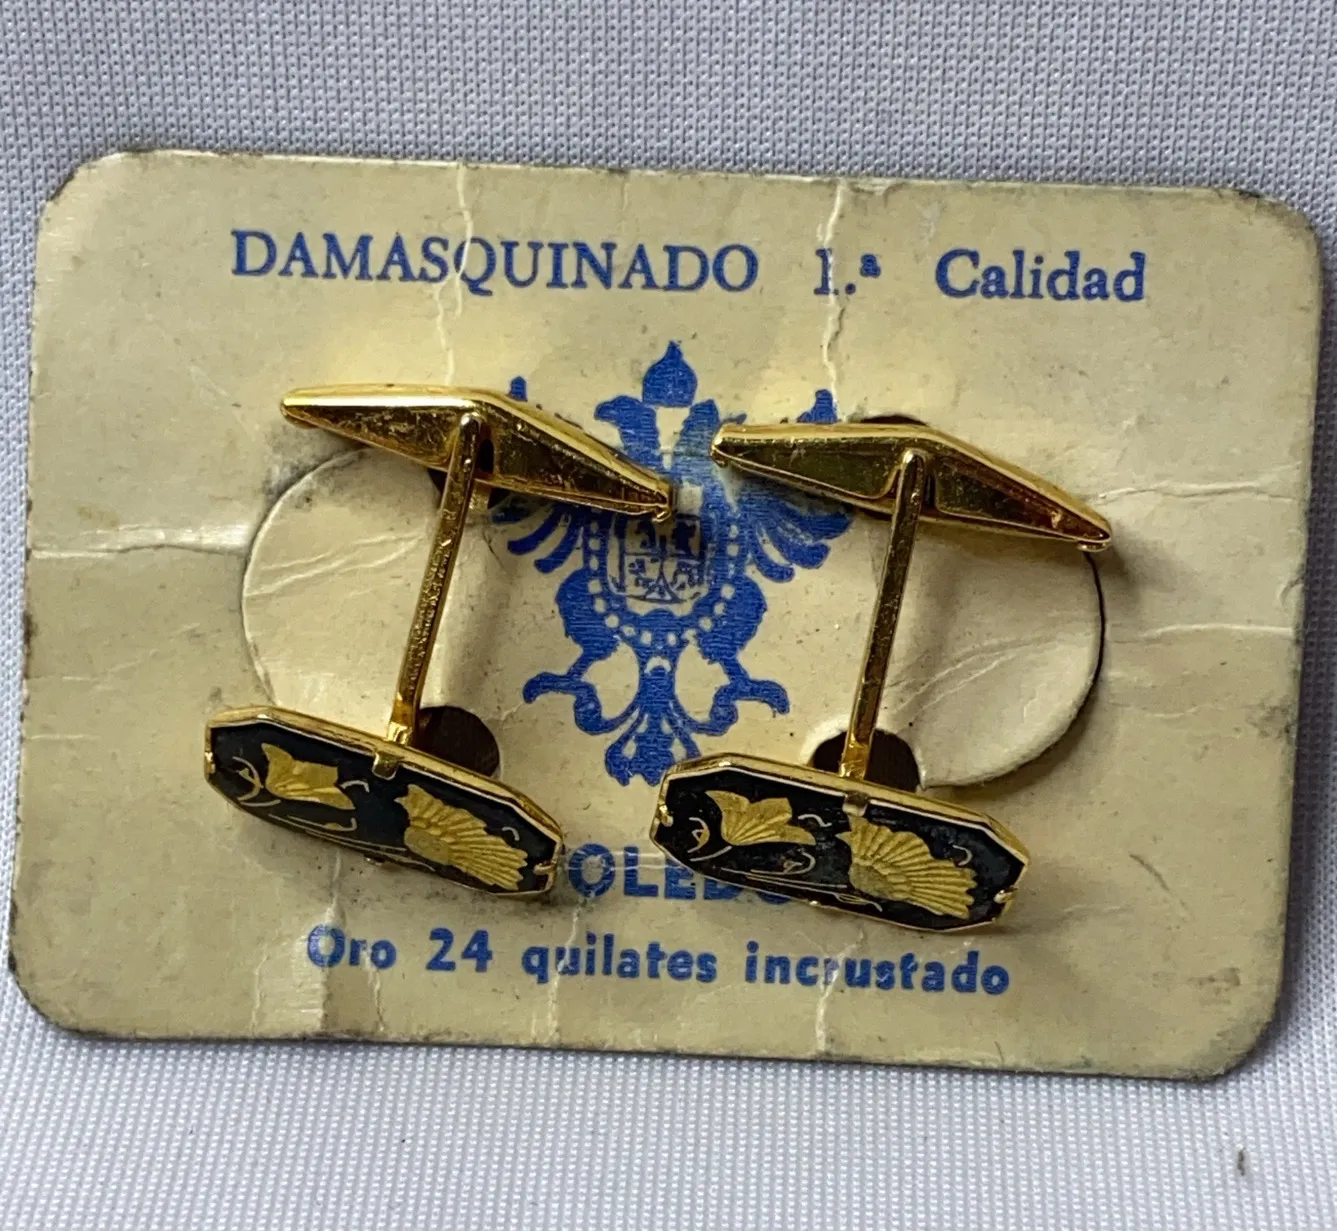 DAMASQUINADO 1.ª Calidad
Oro 24 quilates incrustado